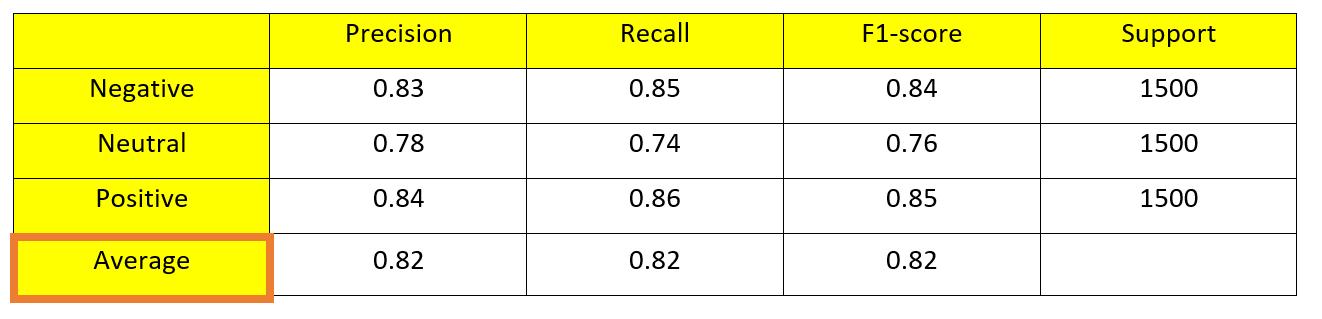 Precision Recall F1-score Support
Negative 0.83 0.85 0.84 1500
Neutral 0.78 0.74 0.76 1500
Positive 0.84 0.86 0.85 1500
Average 0.82 0.82 0.82